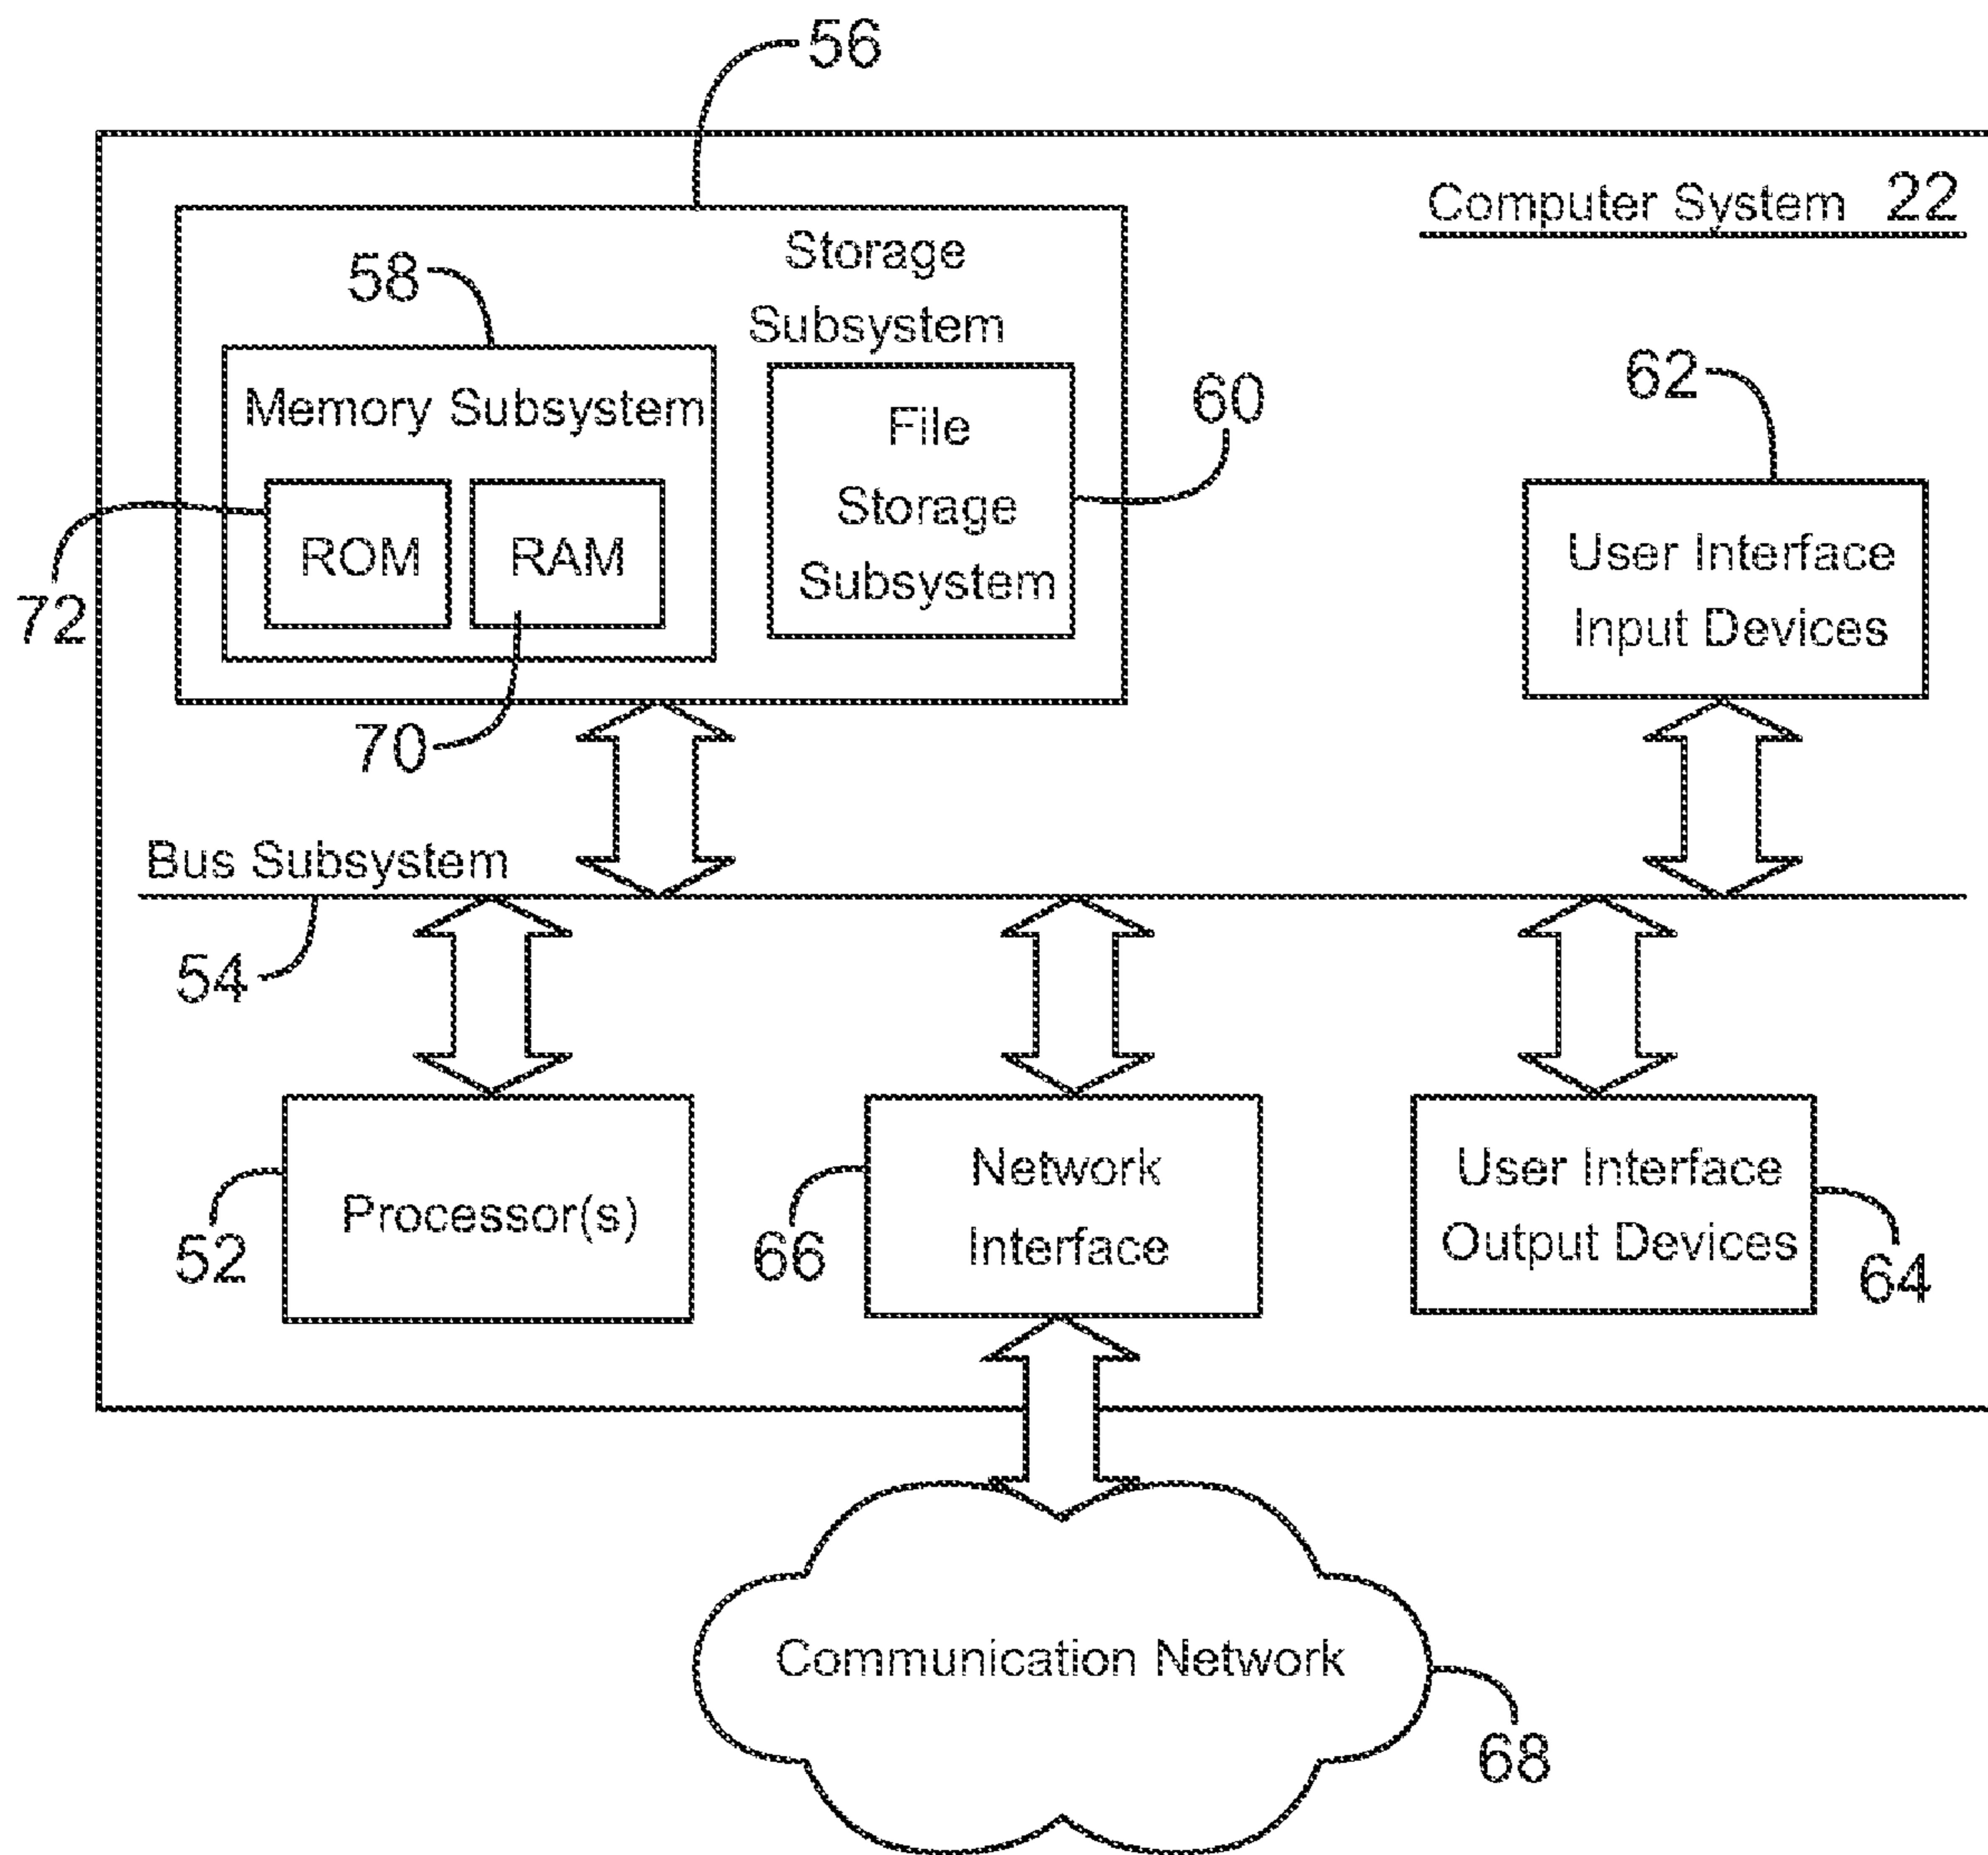 56
Computer System 22
Storage
Subsystem
58
Memory Subsystem
ROM
RAM
72
70
File
Storage
Subsystem
60
62
User Interface
Input Devices
Bus Subsystem
54
Processor(s)
52
Network
Interface
66
User Interface
Output Devices
64
Communication Network
68